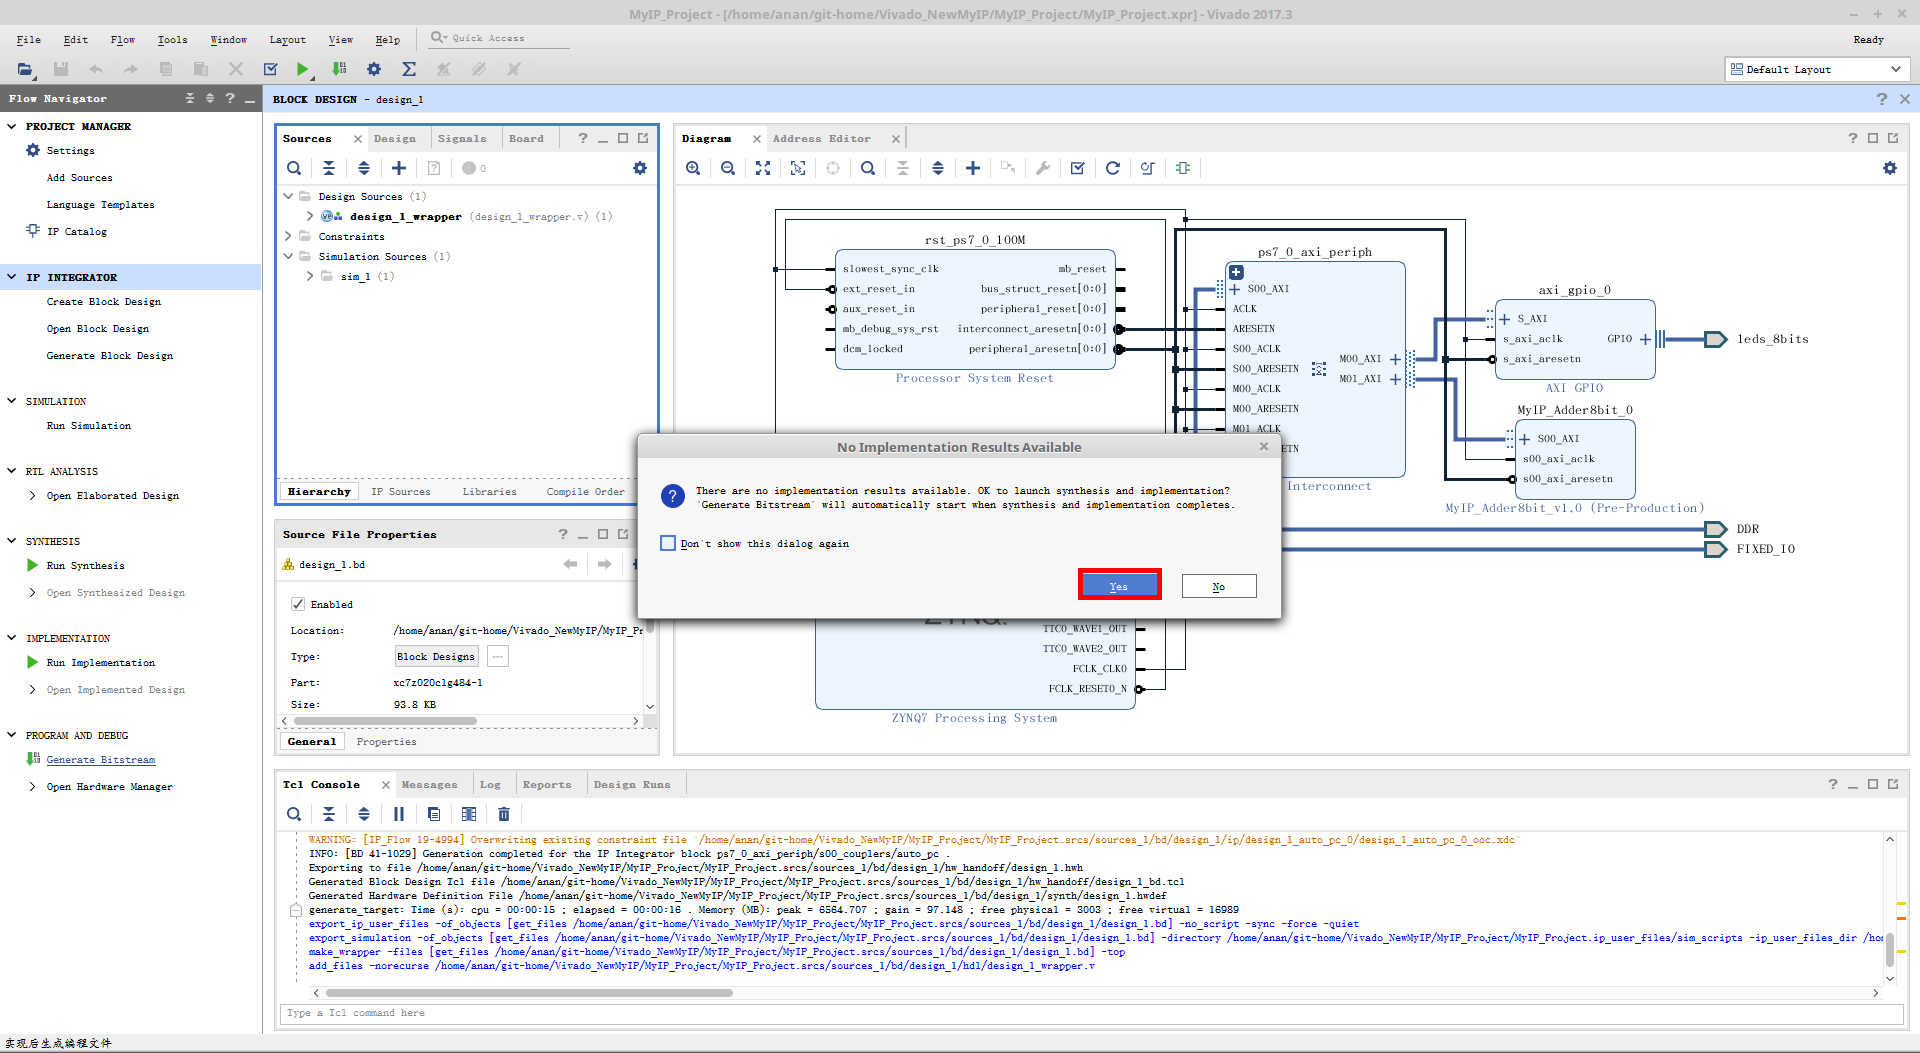 MyIP_Project - [/home/anan/git-home/Vivado_NewMyIP/MyIP_Project/MyIP_Project.xpr] - Vivado 2017.3
File Edit Flow Tools Window Layout View Help Quick Access Ready
Default Layout
Flow Navigator
PROJECT MANAGER
Settings
Add Sources
Language Templates
IP Catalog
IP INTEGRATOR
Create Block Design
Open Block Design
Generate Block Design
SIMULATION
Run Simulation
RTL ANALYSIS
Open Elaborated Design
SYNTHESIS
Run Synthesis
Open Synthesized Design
IMPLEMENTATION
Run Implementation
Open Implemented Design
PROGRAM AND DEBUG
Generate Bitstream
Open Hardware Manager
BLOCK DESIGN - design_1
Sources Design Signals Board
0
Design Sources (1)
design_1_wrapper (design_1_wrapper.v) (1)
Constraints
Simulation Sources (1)
sim_1 (1)
Hierarchy IP Sources Libraries Compile Order
Source File Properties
design_1.bd
Enabled
Location: /home/anan/git-home/Vivado_NewMyIP/MyIP_Pr
Type: Block Designs
Part: xc7z020clg484-1
Size: 93.8 KB
General Properties
Diagram Address Editor
rst_ps7_0_100M
slowest_sync_clk mb_reset
ext_reset_in bus_struct_reset[0:0]
aux_reset_in peripheral_reset[0:0]
mb_debug_sys_rst interconnect_aresetn[0:0]
dcm_locked peripheral_aresetn[0:0]
Processor System Reset
ps7_0_axi_periph
S00_AXI
ACLK
ARESETN
S00_ACLK
S00_ARESETN
M00_ACLK
M00_ARESETN
M01_ACLK
ETN
M00_AXI
M01_AXI
Interconnect
axi_gpio_0
S_AXI
s_axi_aclk GPIO
s_axi_aresetn
AXI GPIO
leds_8bits
MyIP_Adder8bit_0
S00_AXI
s00_axi_aclk
s00_axi_aresetn
MyIP_Adder8bit_v1.0 (Pre-Production)
DDR
FIXED_IO
No Implementation Results Available
There are no implementation results available. OK to launch synthesis and implementation?
'Generate Bitstream' will automatically start when synthesis and implementation completes.
Don't show this dialog again
Yes No
ZYNQ.
TTC0_WAVE1_OUT
TTC0_WAVE2_OUT
FCLK_CLK0
FCLK_RESET0_N
ZYNQ7 Processing System
Tcl Console Messages Log Reports Design Runs
WARNING: [IP_Flow 19-4994] Overwriting existing constraint file '/home/anan/git-home/Vivado_NewMyIP/MyIP_Project/MyIP_Project.srcs/sources_1/bd/design_1/ip/design_1_auto_pc_0/design_1_auto_pc_0_ooc.xdc'
INFO: [BD 41-1029] Generation completed for the IP Integrator block ps7_0_axi_periph/s00_couplers/auto_pc .
Exporting to file /home/anan/git-home/Vivado_NewMyIP/MyIP_Project/MyIP_Project.srcs/sources_1/bd/design_1/hw_handoff/design_1.hwh
Generated Block Design Tcl file /home/anan/git-home/Vivado_NewMyIP/MyIP_Project/MyIP_Project.srcs/sources_1/bd/design_1/hw_handoff/design_1_bd.tcl
Generated Hardware Definition File /home/anan/git-home/Vivado_NewMyIP/MyIP_Project/MyIP_Project.srcs/sources_1/bd/design_1/synth/design_1.hwdef
generate_target: Time (s): cpu = 00:00:15 ; elapsed = 00:00:16 . Memory (MB): peak = 6564.707 ; gain = 97.148 ; free physical = 3003 ; free virtual = 16989
export_ip_user_files -of_objects [get_files /home/anan/git-home/Vivado_NewMyIP/MyIP_Project/MyIP_Project.srcs/sources_1/bd/design_1/design_1.bd] -no_script -sync -force -quiet
export_simulation -of_objects [get_files /home/anan/git-home/Vivado_NewMyIP/MyIP_Project/MyIP_Project.srcs/sources_1/bd/design_1/design_1.bd] -directory /home/anan/git-home/Vivado_NewMyIP/MyIP_Project/MyIP_Project.ip_user_files/sim_scripts -ip_user_files_dir /ho
make_wrapper -files [get_files /home/anan/git-home/Vivado_NewMyIP/MyIP_Project/MyIP_Project.srcs/sources_1/bd/design_1/design_1.bd] -top
add_files -norecurse /home/anan/git-home/Vivado_NewMyIP/MyIP_Project/MyIP_Project.srcs/sources_1/bd/design_1/hdl/design_1_wrapper.v
Type a Tcl command here
实现后生成编程文件